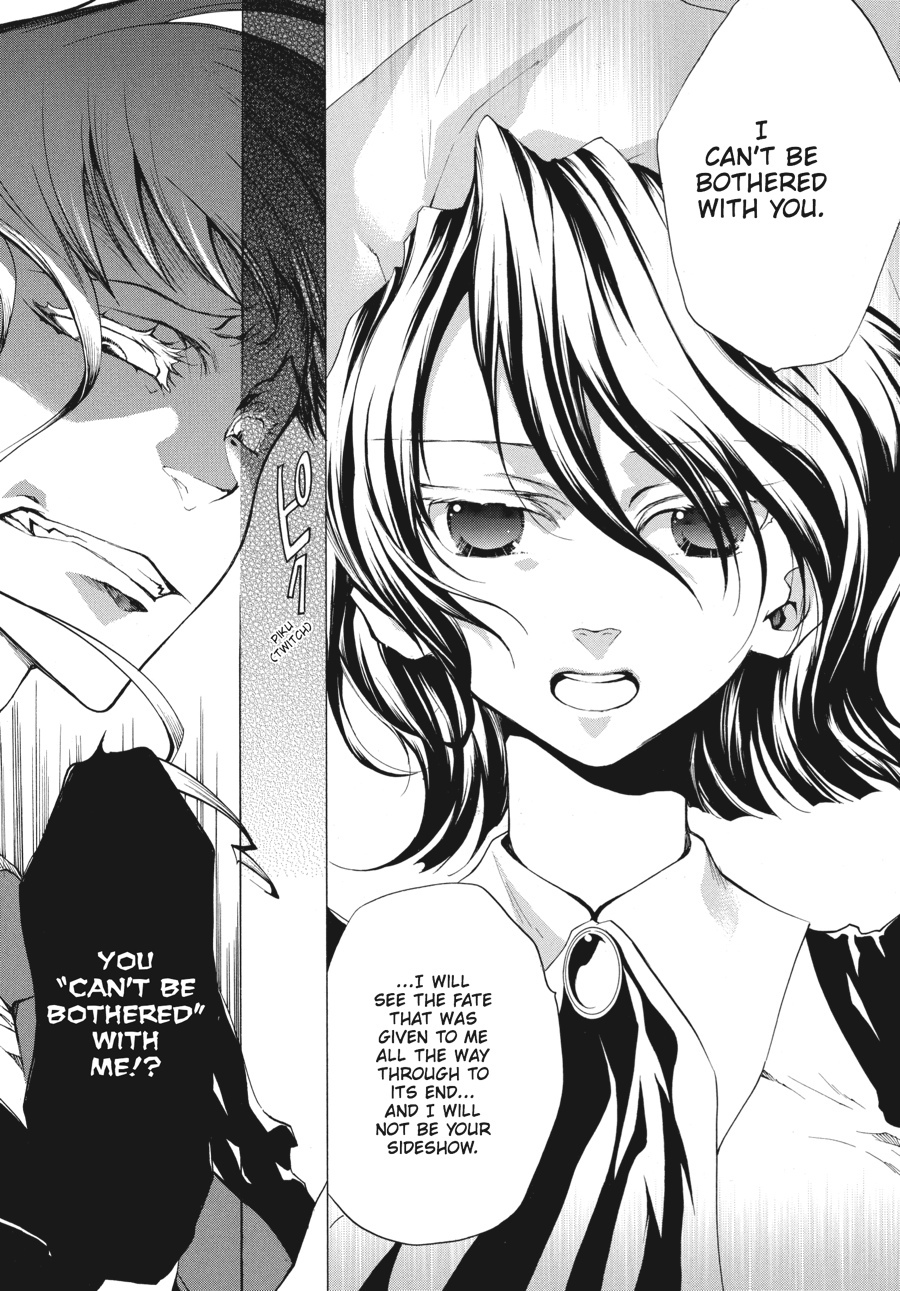 I
CAN'T BE
BOTHERED
WITH YOU.
...I WILL
SEE THE FATE
THAT WAS
GIVEN TO ME
ALL THE WAY
THROUGH TO
ITS END...
AND I WILL
NOT BE YOUR
SIDESHOW.
ピク
PIKU
(TWITCH)
YOU
"CAN'T BE
BOTHERED"
WITH
ME!?